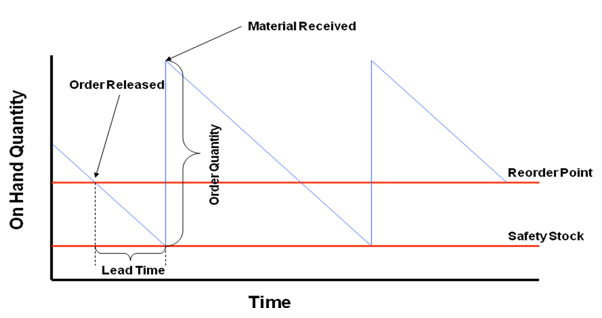 Material Received
Order Released
On Hand Quantity
Order Quantity
Reorder Point
Safety Stock
Lead Time
Time